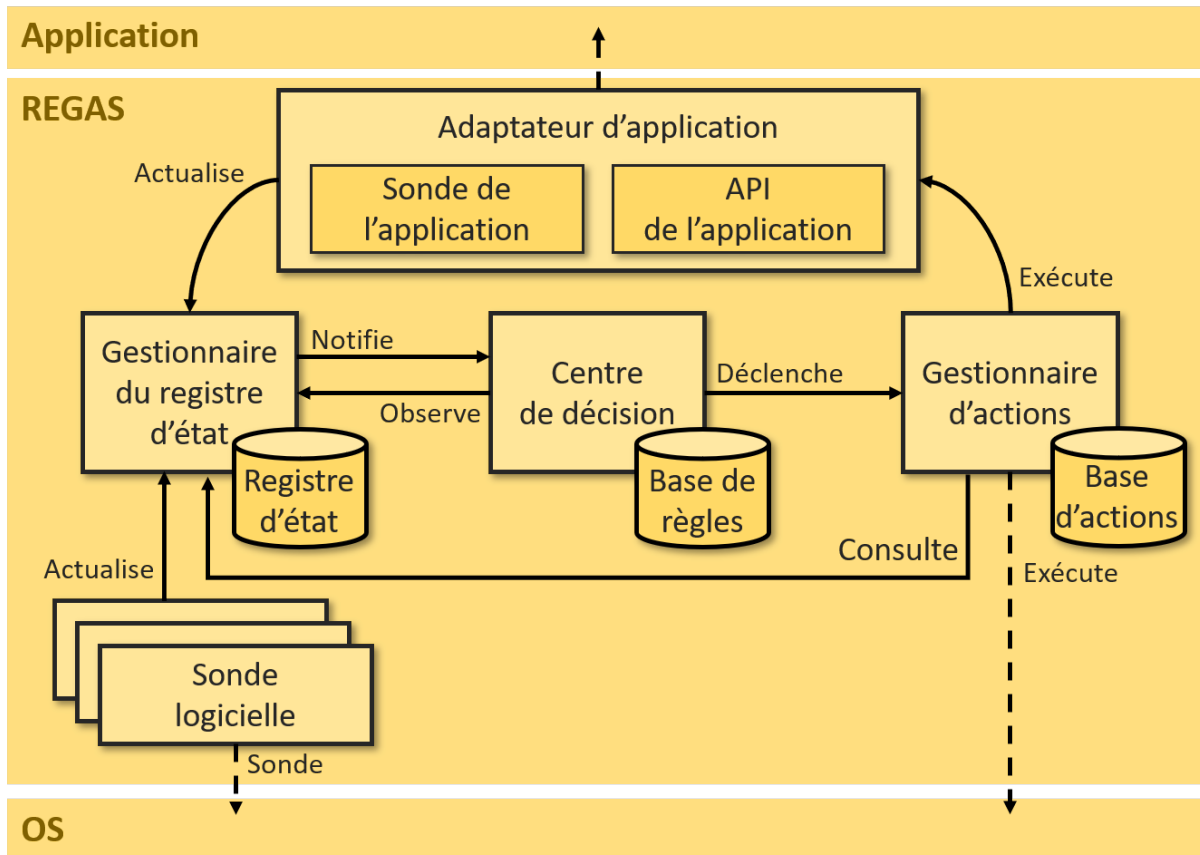 Application
REGAS
Adaptateur d’application
Actualise
Sonde de
l’application
API
de l’application
Exécute
Gestionnaire
du registre
d’état
Notifie
Observe
Centre
de décision
Déclenche
Gestionnaire
d’actions
Registre
d’état
Base de
règles
Base
d’actions
Consulte
Actualise
Exécute
Sonde
logicielle
Sonde
OS